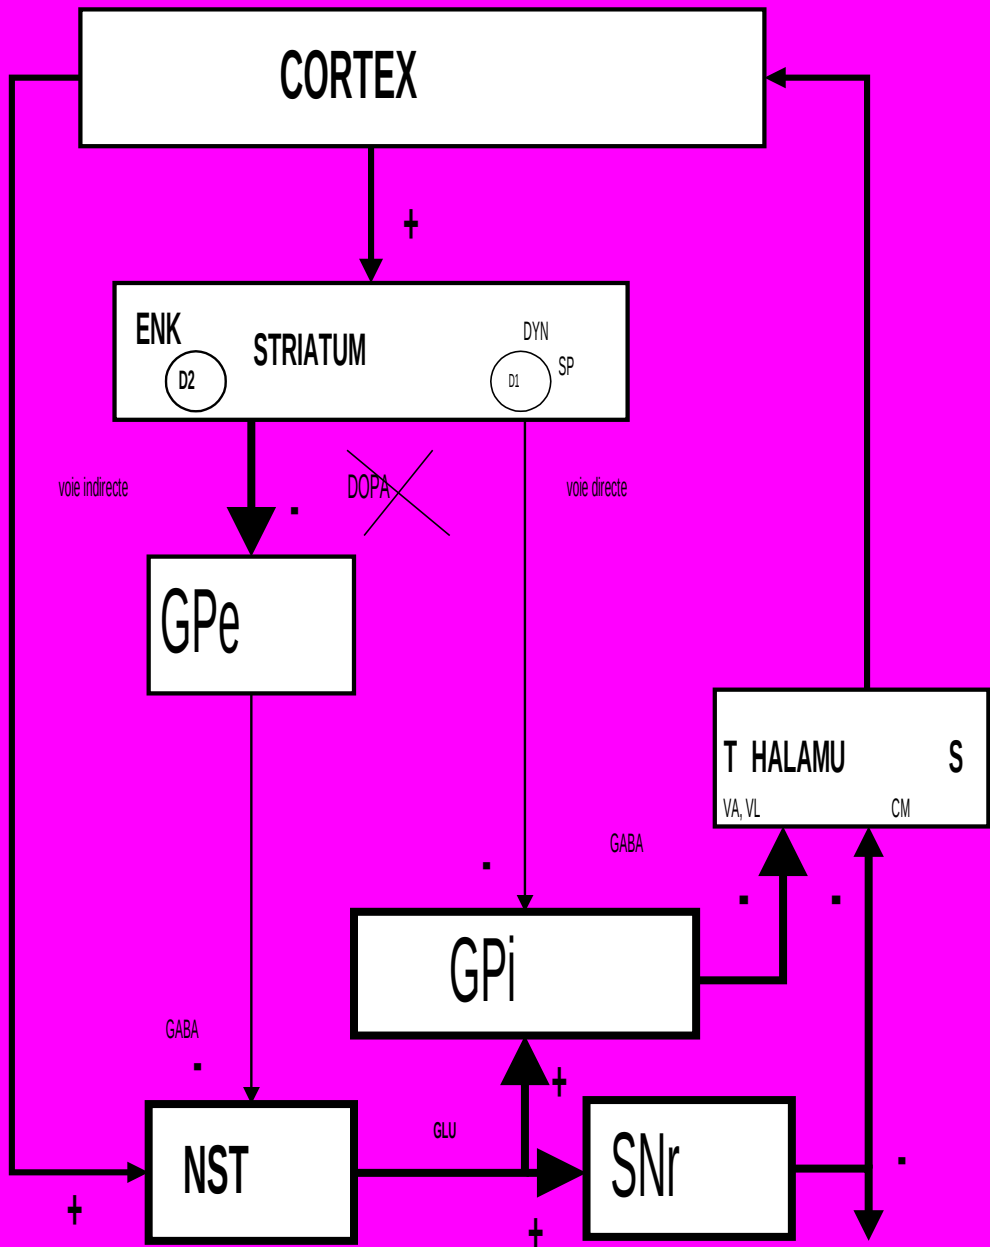 CORTEX
+
ENK
STRIATUM
DYN
D2
D1
SP
voie indirecte
DOPA
voie directe
-
GPe
T HALAMU S
VA, VL
CM
GABA
-
-
-
GPi
GABA
-
+
GLU
NST
SNr
-
+
+